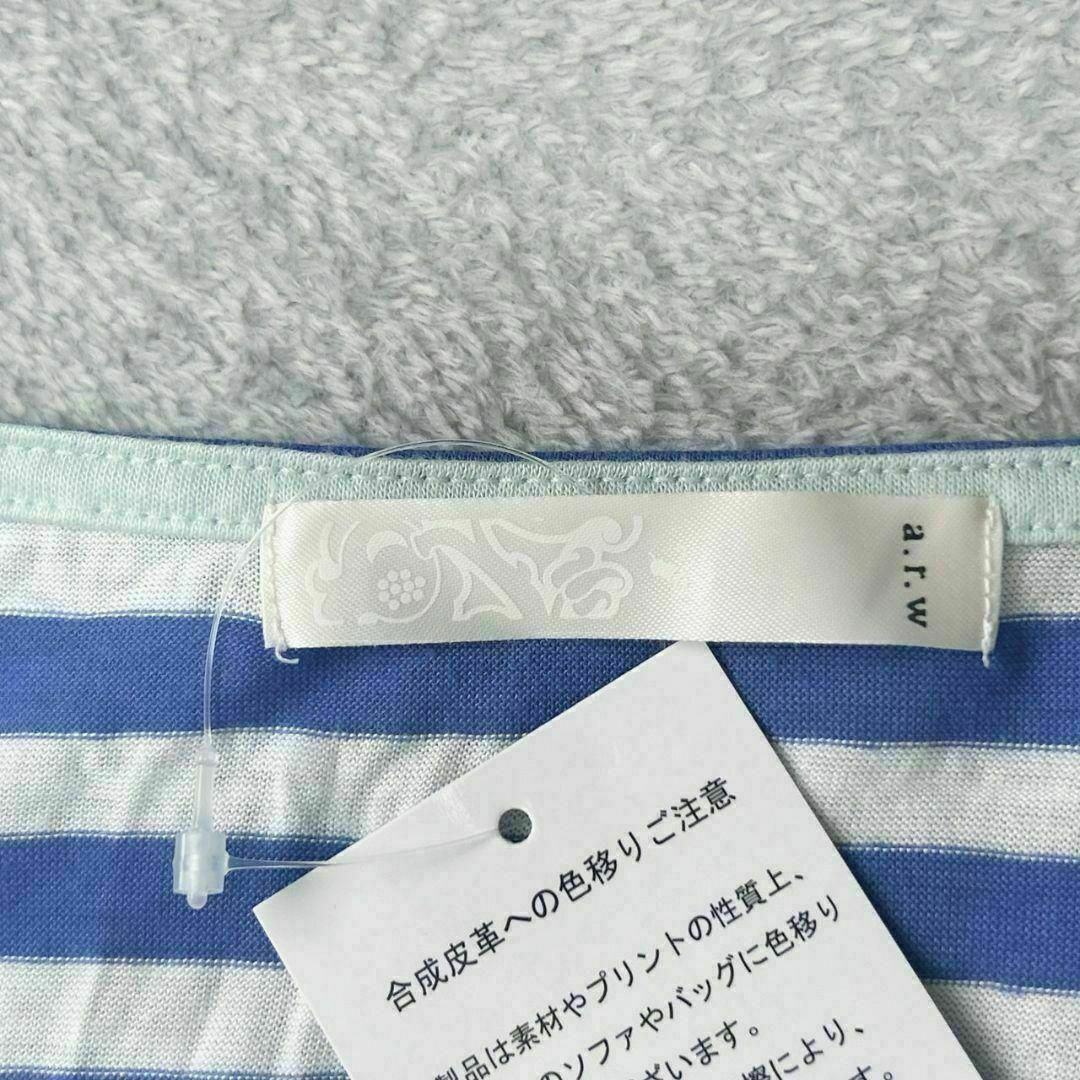 a.r.w
合成皮革への色移りご注意
製品は素材やプリントの性質上、
のソファやバッグに色移り
ざいます。
擦により、
す。